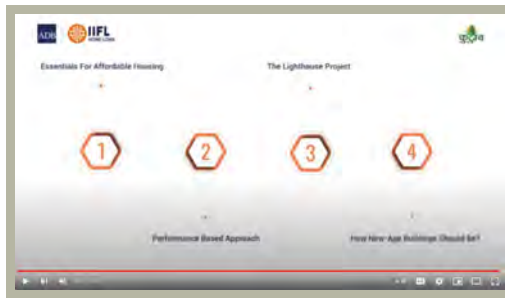 ADB
IIFL
HOME LOANS
Essentials For Affordable Housing
The Lighthouse Project
1
2
3
4
Performance Based Approach
How New-Age Buildings Should Be?